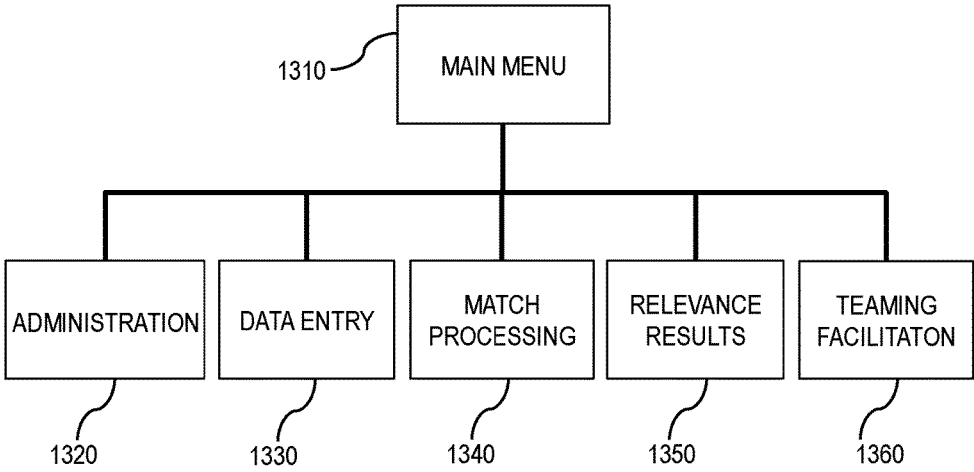 MAIN MENU
1310
ADMINISTRATION
DATA ENTRY
MATCH
PROCESSING
RELEVANCE
RESULTS
TEAMING
FACILITATON
1320
1330
1340
1350
1360